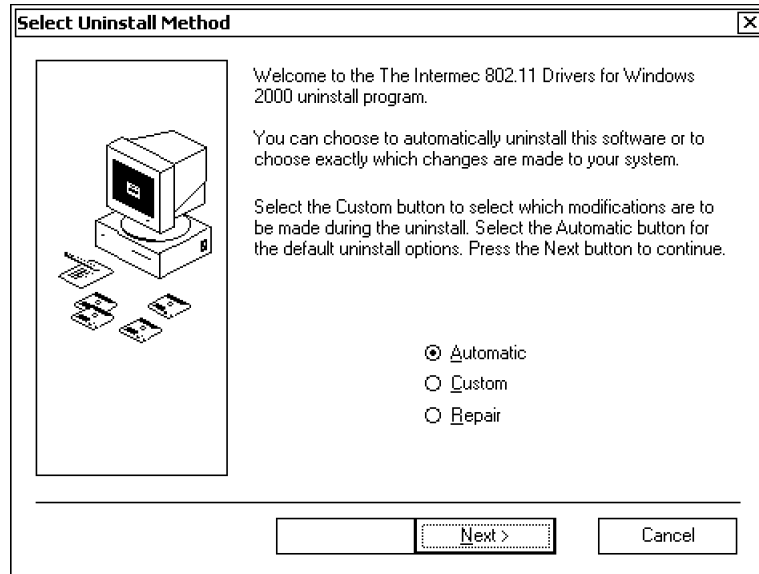 Select Uninstall Method
Welcome to the The Intermec 802.11 Drivers for Windows
2000 uninstall program.
You can choose to automatically uninstall this software or to
choose exactly which changes are made to your system.
Select the Custom button to select which modifications are to
be made during the uninstall. Select the Automatic button for
the default uninstall options. Press the Next button to continue.
Automatic
Custom
Repair
Next >
Cancel